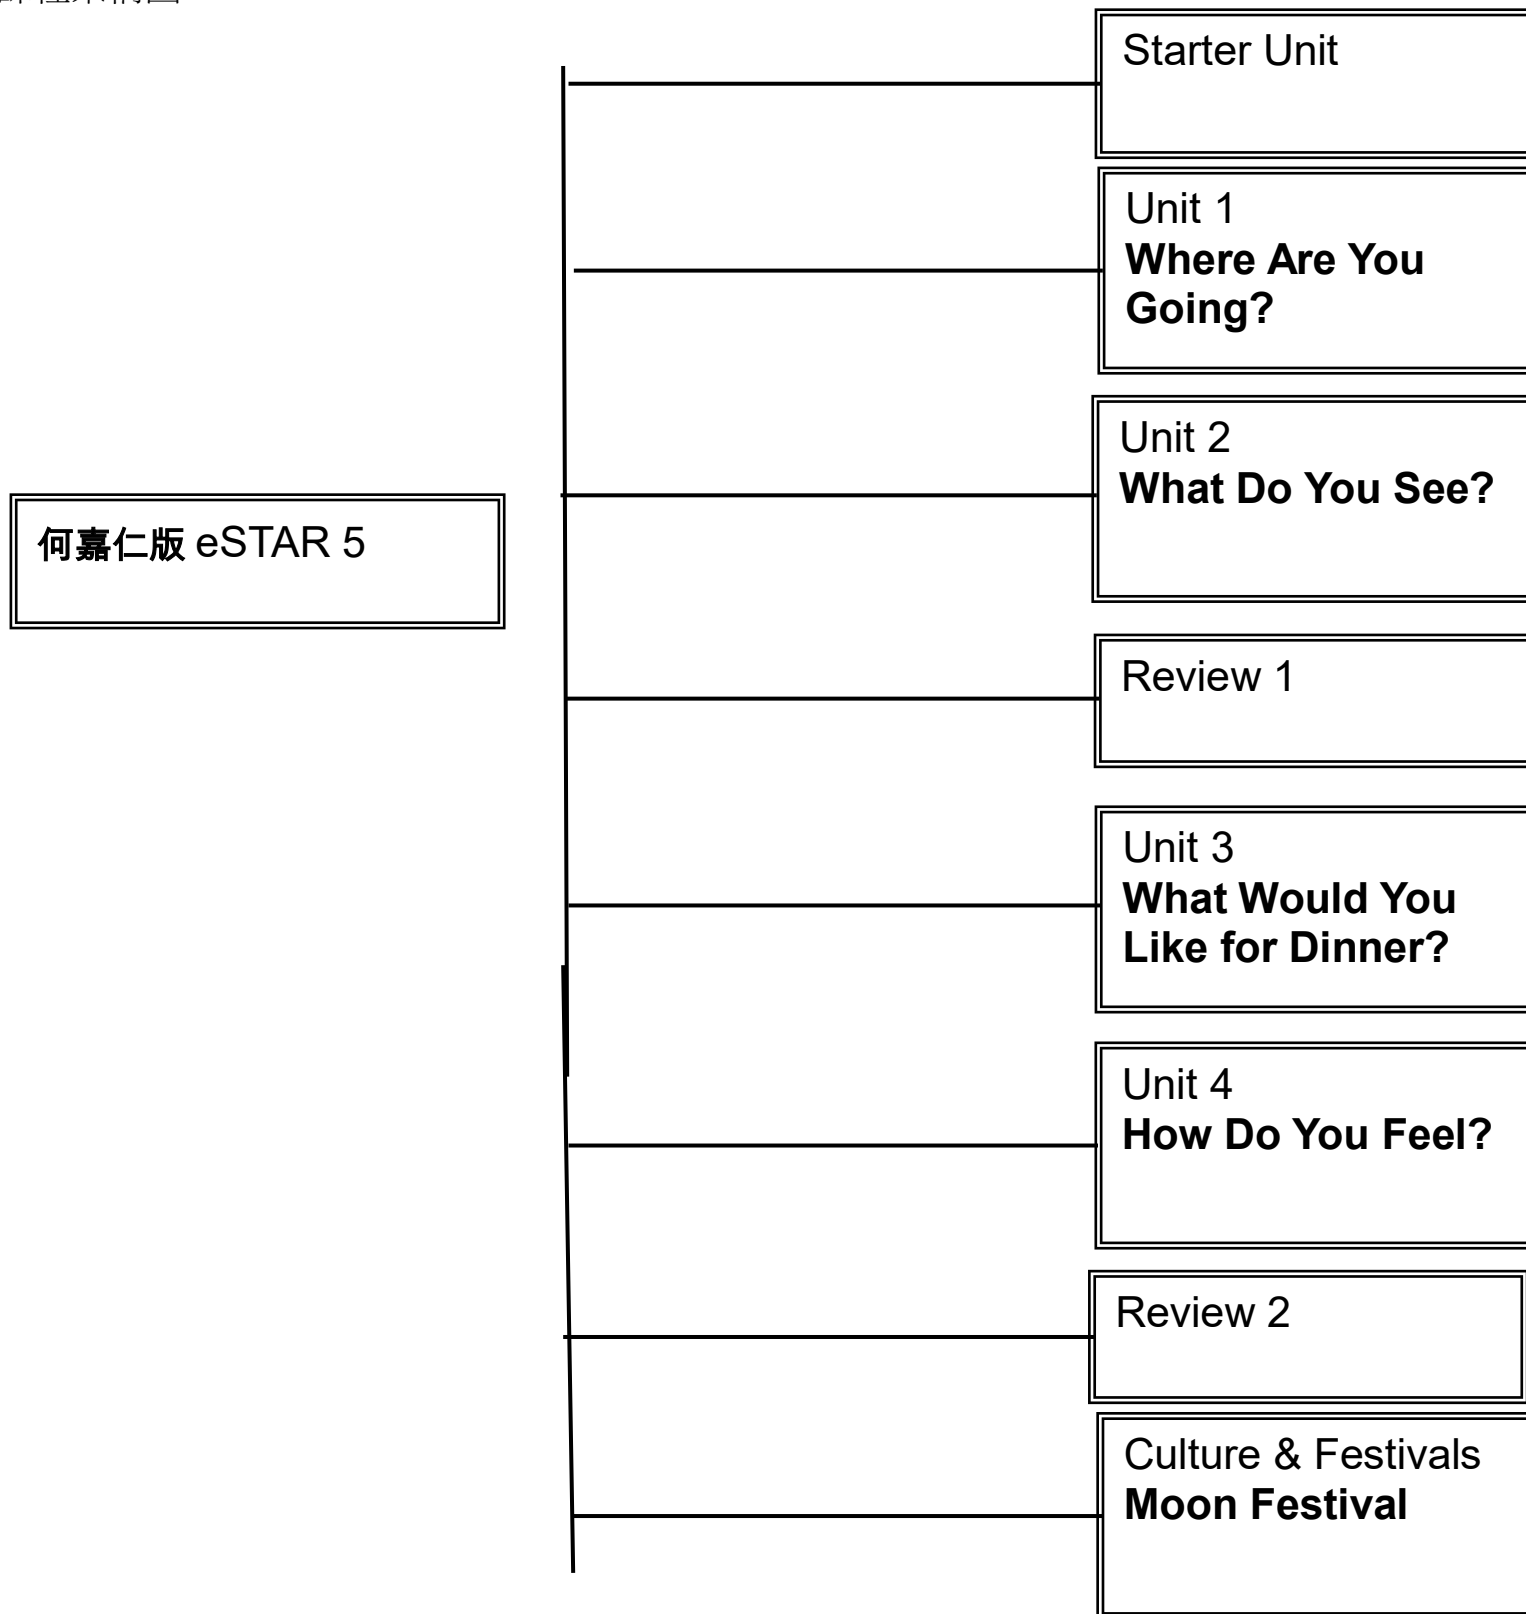 Starter Unit
Unit 1
Where Are You
Going?
Unit 2
What Do You See?
何嘉仁版 eSTAR 5
Review 1
Unit 3
What Would You
Like for Dinner?
Unit 4
How Do You Feel?
Review 2
Culture & Festivals
Moon Festival